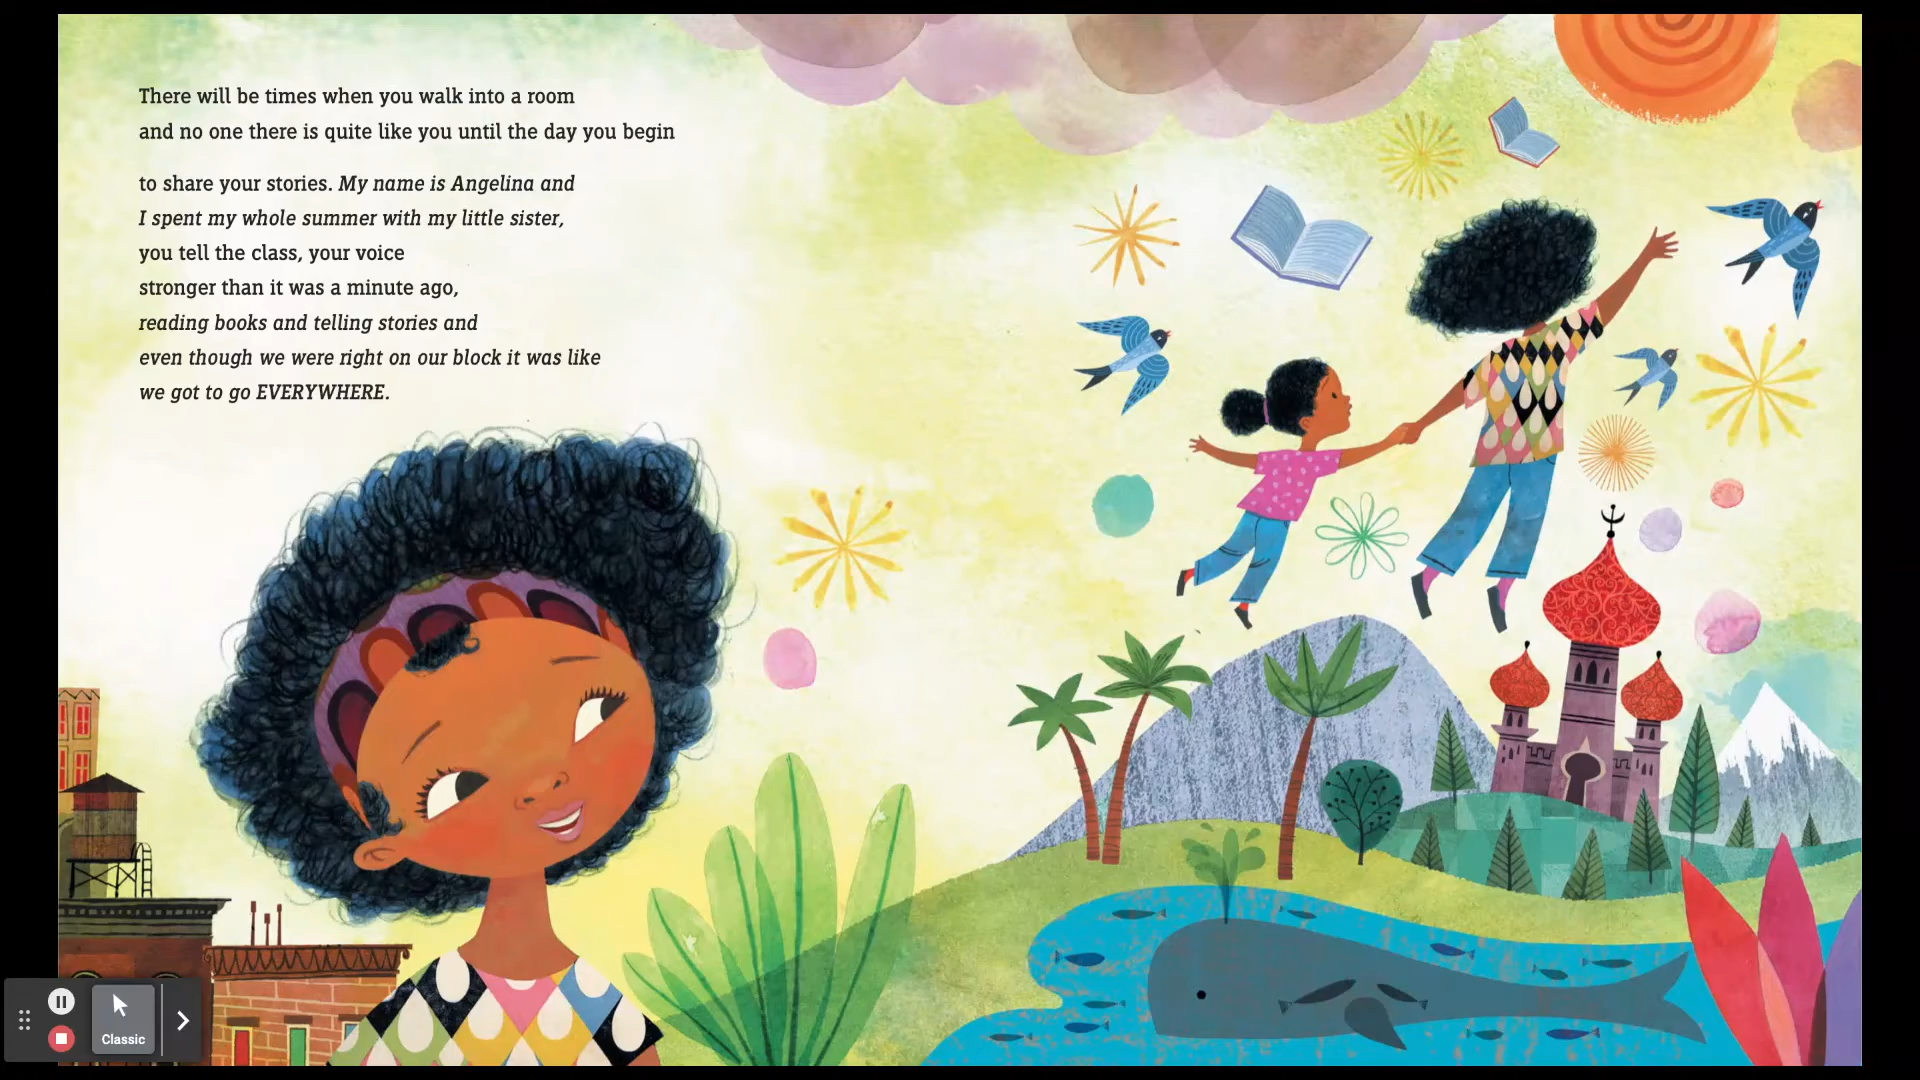 There will be times when you walk into a room
and no one there is quite like you until the day you begin
to share your stories. My name is Angelina and
I spent my whole summer with my little sister,
you tell the class, your voice
stronger than it was a minute ago,
reading books and telling stories and
even though we were right on our block it was like
we got to go EVERYWHERE.
Classic